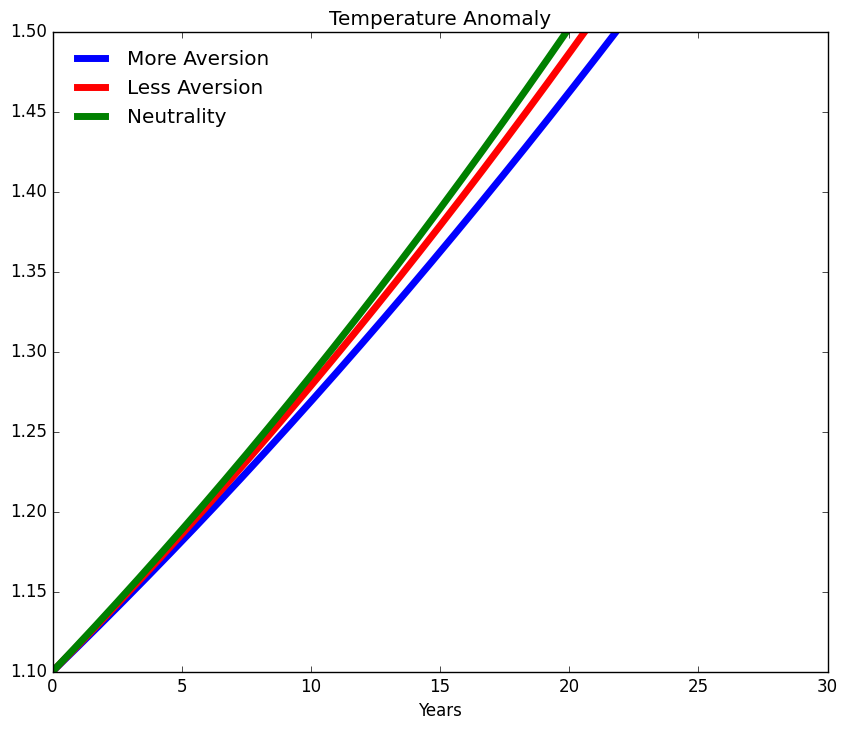 Temperature Anomaly
1.50
1.45
1.40
1.35
1.30
1.25
1.20
1.15
1.10
More Aversion
Less Aversion
Neutrality
0 5 10 15 20 25 30
Years